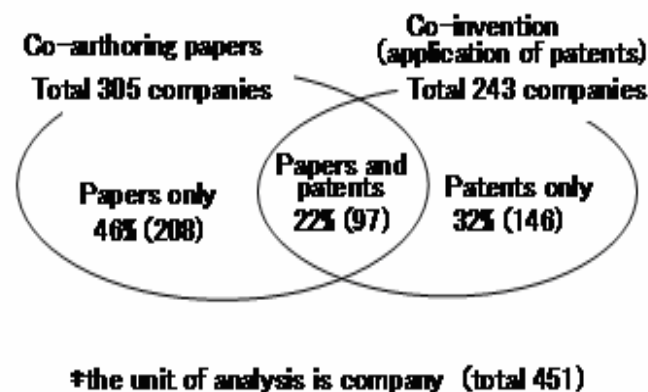 Co-authoring papers
Total 305 companies
Co-invention
(application of patents)
Total 243 companies
Papers only
46% (208)
Papers and
patents
22% (97)
Patents only
32% (146)
*the unit of analysis is company (total 451)